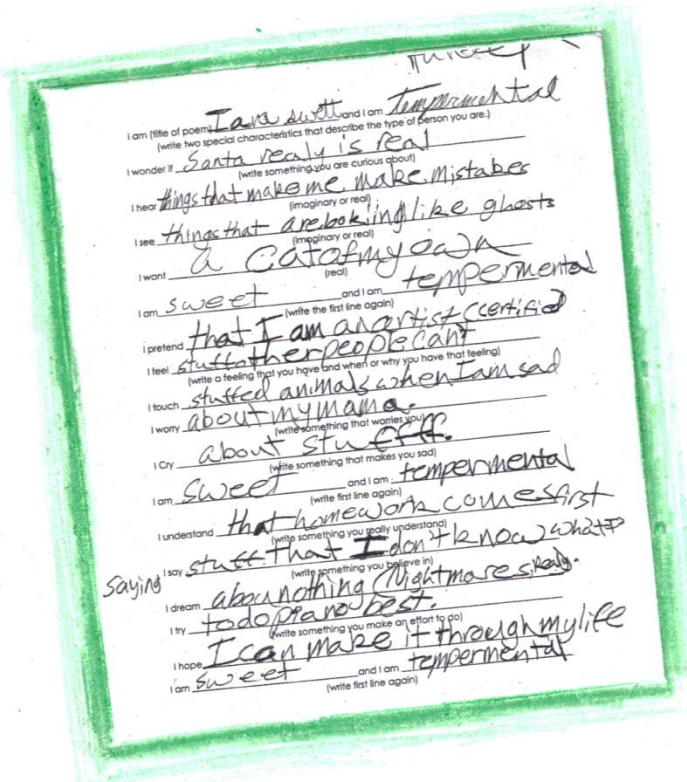 I am (title of poem) I am swett and I am tempermental
(write two special characteristics that describe the type of person you are.)
I wonder if Santa realy is real
(write something you are curious about)
I hear things that make me make mistakes
(imaginary or real)
I see things that are looking like ghosts
(imaginary or real)
I want a cat of my own
(real)
I am sweet and I am tempermental
(write the first line again)
I pretend that I am an artist (certified)
I feel stuff other people cant
(write a feeling that you have and when or why you have that feeling)
I touch stuffed animals when I am sad
I worry about my mama.
(write something that worries you)
I Cry about stuffff.
(write something that makes you sad)
I am sweet and I am tempermental
(write first line again)
I understand that homework comes first
(write something you really understand)
saying I say stuff that I don't know what I'
(write something you believe in)
I dream abou nothing (Nightmares
I try to do piano best.
(write something you make an effort to do)
I hope I can make it through my life
I am sweet and I am tempermental
(write first line again)